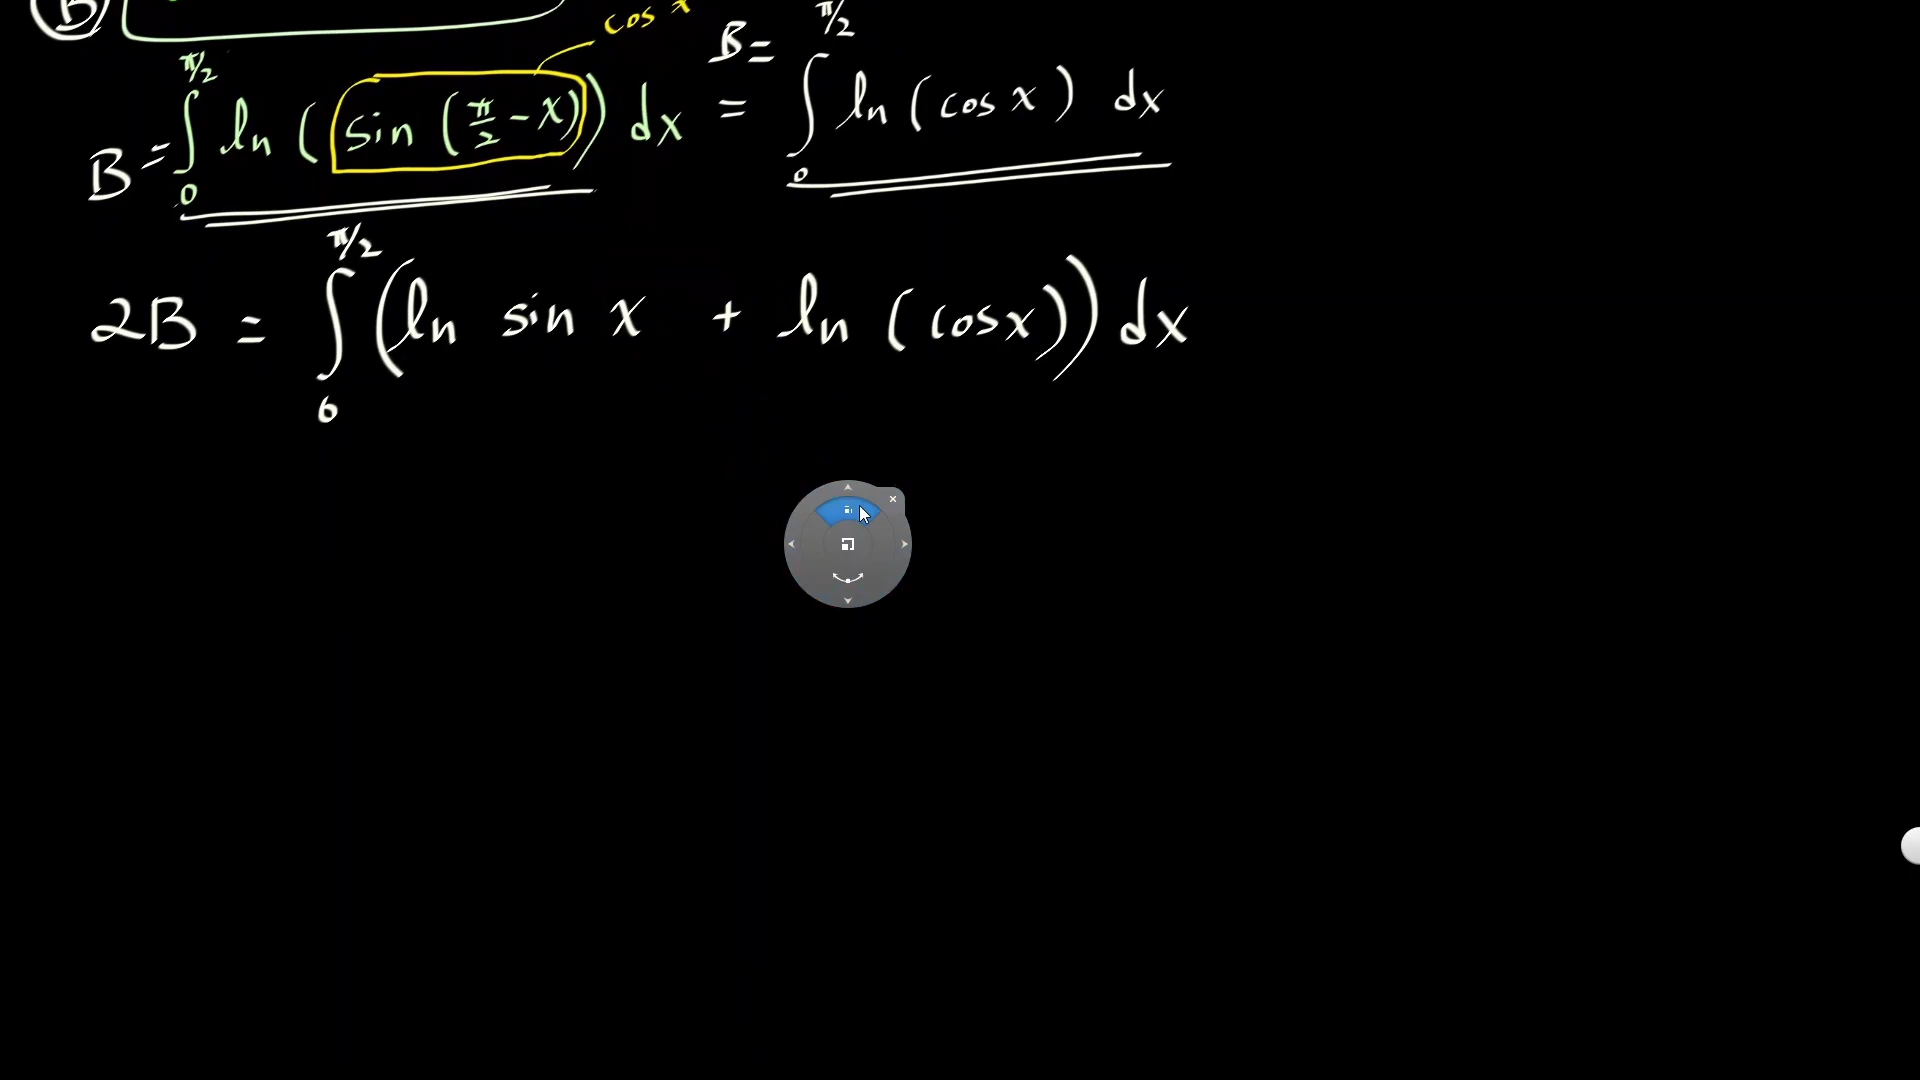 B
cos x
B = ∫₀^{π/2} ln ( sin ( π/2 - x ) ) dx = B = ∫₀^{π/2} ln ( cos x ) dx
2B = ∫₀^{π/2} ( ln sin x + ln ( cos x ) ) dx